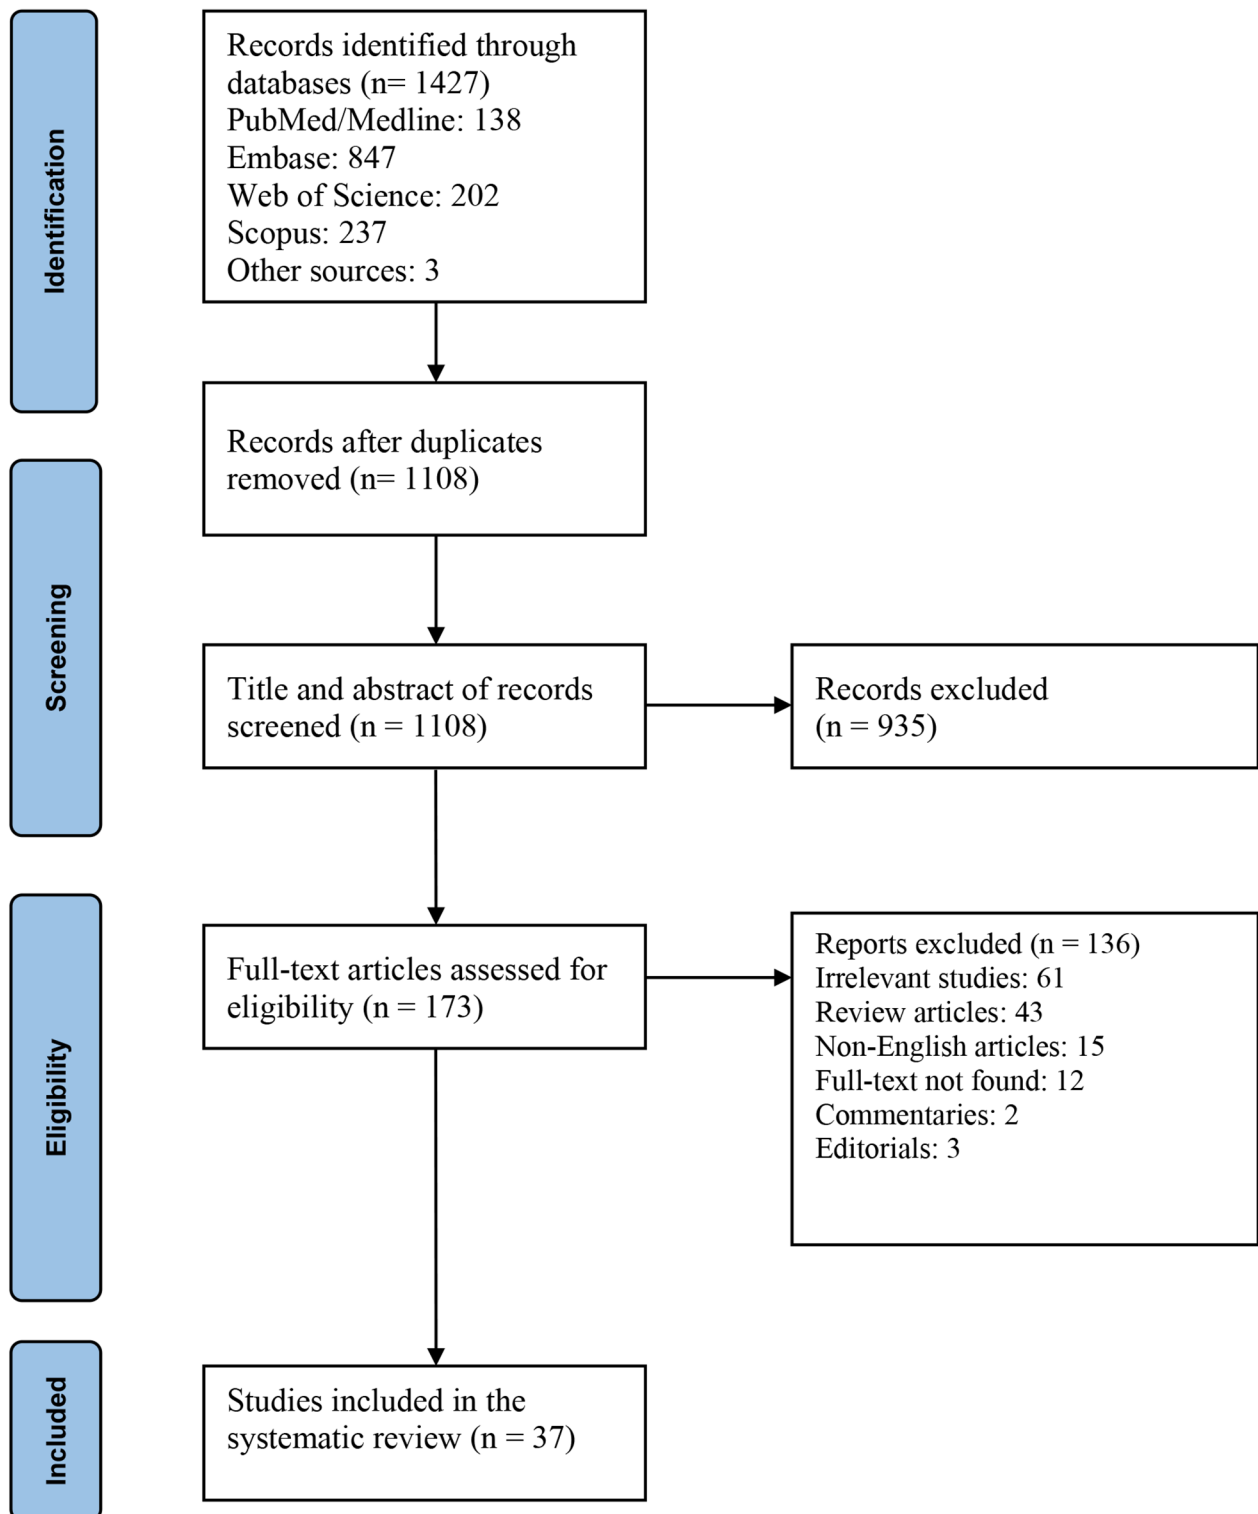 Identification
Records identified through
databases (n= 1427)
PubMed/Medline: 138
Embase: 847
Web of Science: 202
Scopus: 237
Other sources: 3
Records after duplicates
removed (n= 1108)
Screening
Title and abstract of records
screened (n = 1108)
Records excluded
(n = 935)
Eligibility
Full-text articles assessed for
eligibility (n = 173)
Reports excluded (n = 136)
Irrelevant studies: 61
Review articles: 43
Non-English articles: 15
Full-text not found: 12
Commentaries: 2
Editorials: 3
Included
Studies included in the
systematic review (n = 37)